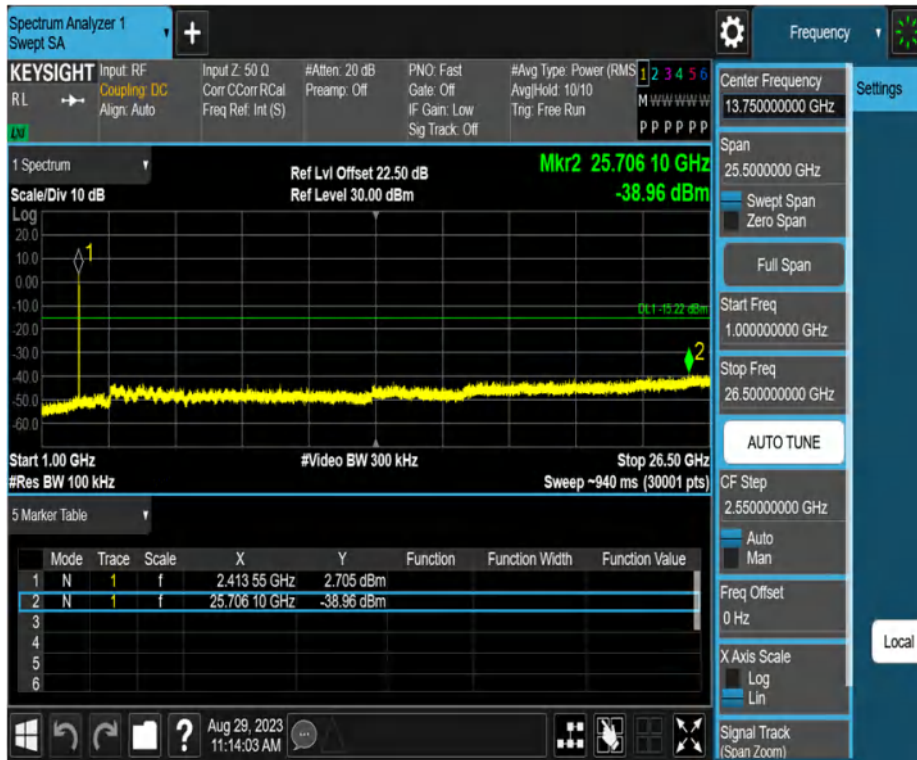 Spectrum Analyzer 1
Swept SA
+
Frequency
KEYSIGHT
RL
LXI
Input: RF
Coupling: DC
Align: Auto
Input Z: 50 Ω
Corr CCorr RCal
Freq Ref: Int (S)
#Atten: 20 dB
Preamp: Off
PNO: Fast
Gate: Off
IF Gain: Low
Sig Track: Off
#Avg Type: Power (RMS
Avg|Hold: 10/10
Trig: Free Run
1 2 3 4 5 6
M W W W W W
P P P P P P
1 Spectrum
Scale/Div 10 dB
Ref Lvl Offset 22.50 dB
Ref Level 30.00 dBm
Mkr2 25.706 10 GHz
-38.96 dBm
Log
20.0
10.0
0.00
-10.0
-20.0
-30.0
-40.0
-50.0
-60.0
1
DL1 -15.22 dBm
2
Start 1.00 GHz
#Res BW 100 kHz
#Video BW 300 kHz
Stop 26.50 GHz
Sweep ~940 ms (30001 pts)
5 Marker Table
Mode Trace Scale X Y Function Function Width Function Value
1 N 1 f 2.413 55 GHz 2.705 dBm
2 N 1 f 25.706 10 GHz -38.96 dBm
3
4
5
6
?
Aug 29, 2023
11:14:03 AM
Center Frequency
13.750000000 GHz
Span
25.5000000 GHz
Swept Span
Zero Span
Full Span
Start Freq
1.000000000 GHz
Stop Freq
26.500000000 GHz
AUTO TUNE
CF Step
2.550000000 GHz
Auto
Man
Freq Offset
0 Hz
X Axis Scale
Log
Lin
Signal Track
(Span Zoom)
Settings
Local